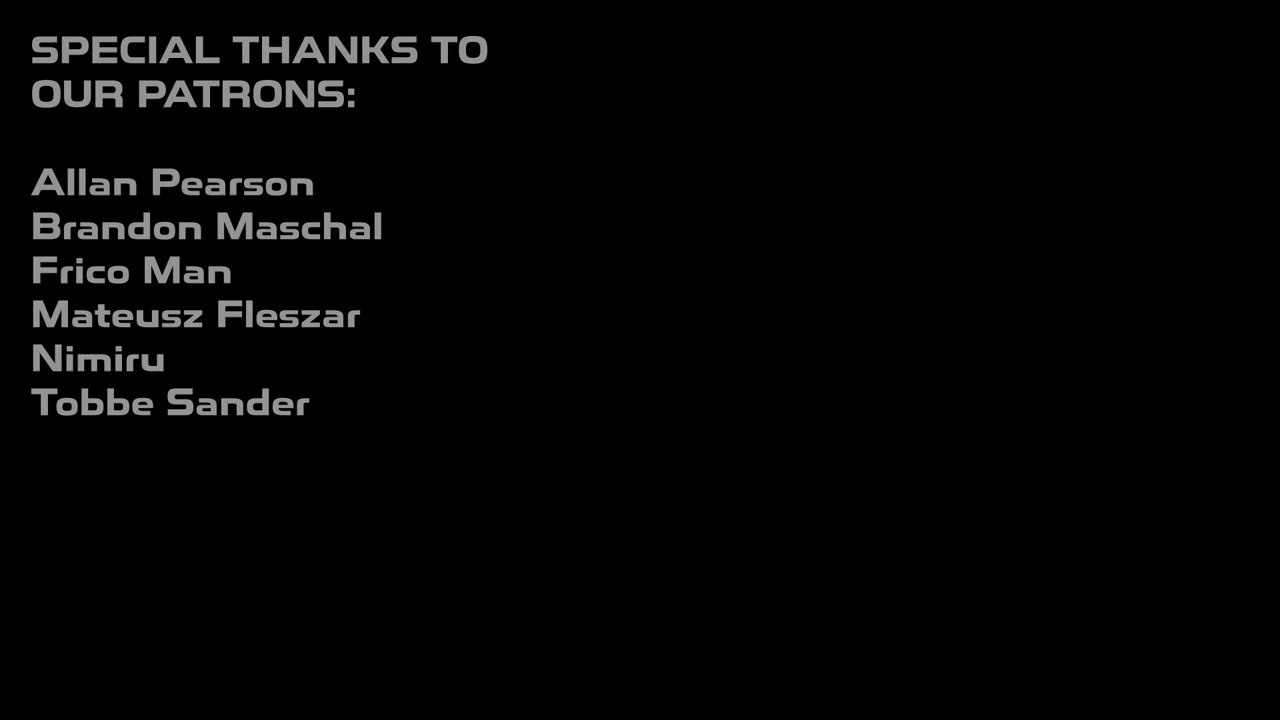 SPECIAL THANKS TO
OUR PATRONS:
Allan Pearson
Brandon Maschal
Frico Man
Mateusz Fleszar
Nimiru
Tobbe Sander